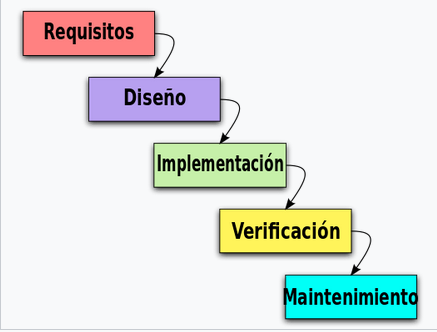 Requisitos
Diseño
Implementación
Verificación
Maintenimiento